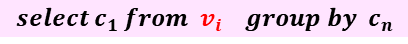 select c₁ from vᵢ group by cₙ